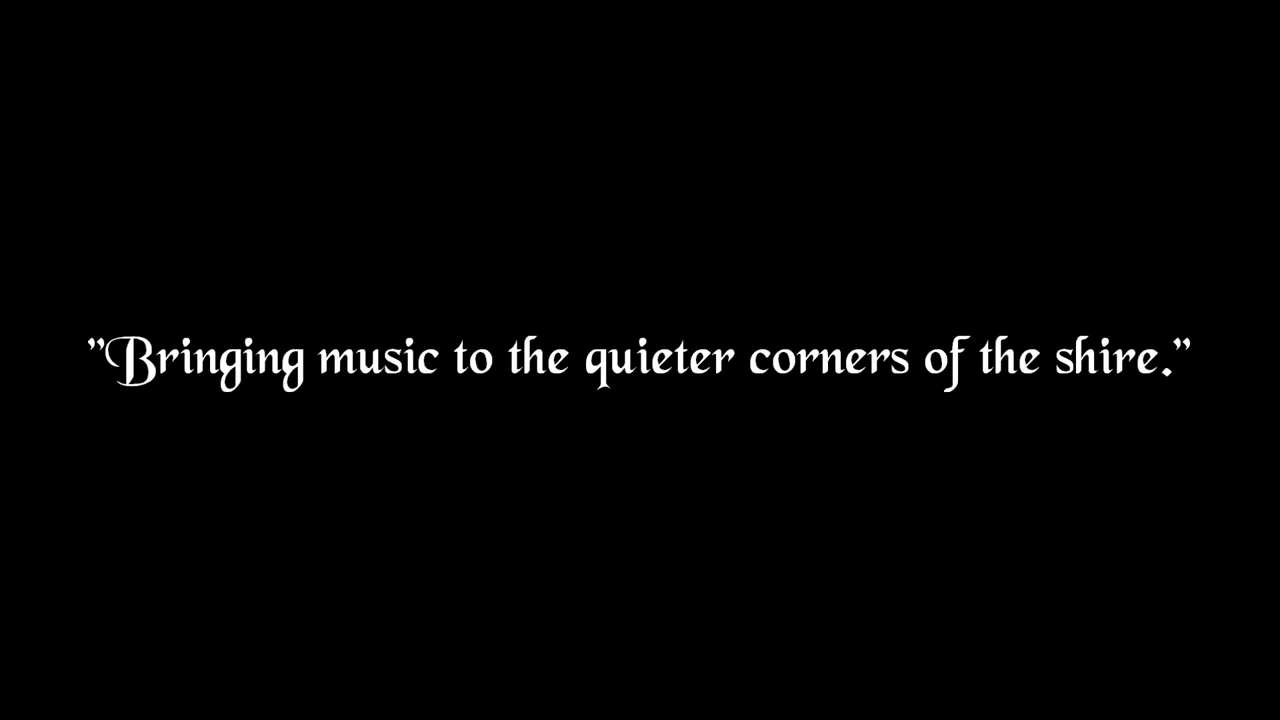 "Bringing music to the quieter corners of the shire."